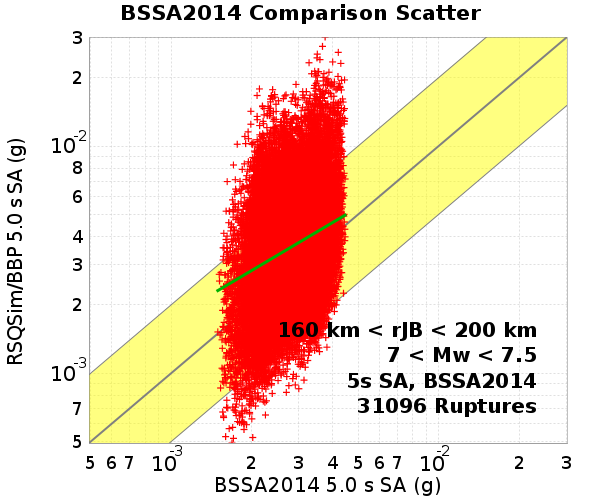 BSSA2014 Comparison Scatter
RSQSim/BBP 5.0 s SA (g)
3
2
10-2
8
6
4
3
2
10-3
7
5
160 km < rJB < 200 km
7 < Mw < 7.5
5s SA, BSSA2014
31096 Ruptures
5 6 7 10-3 2 3 4 5 6 7 10-2 2 3
BSSA2014 5.0 s SA (g)